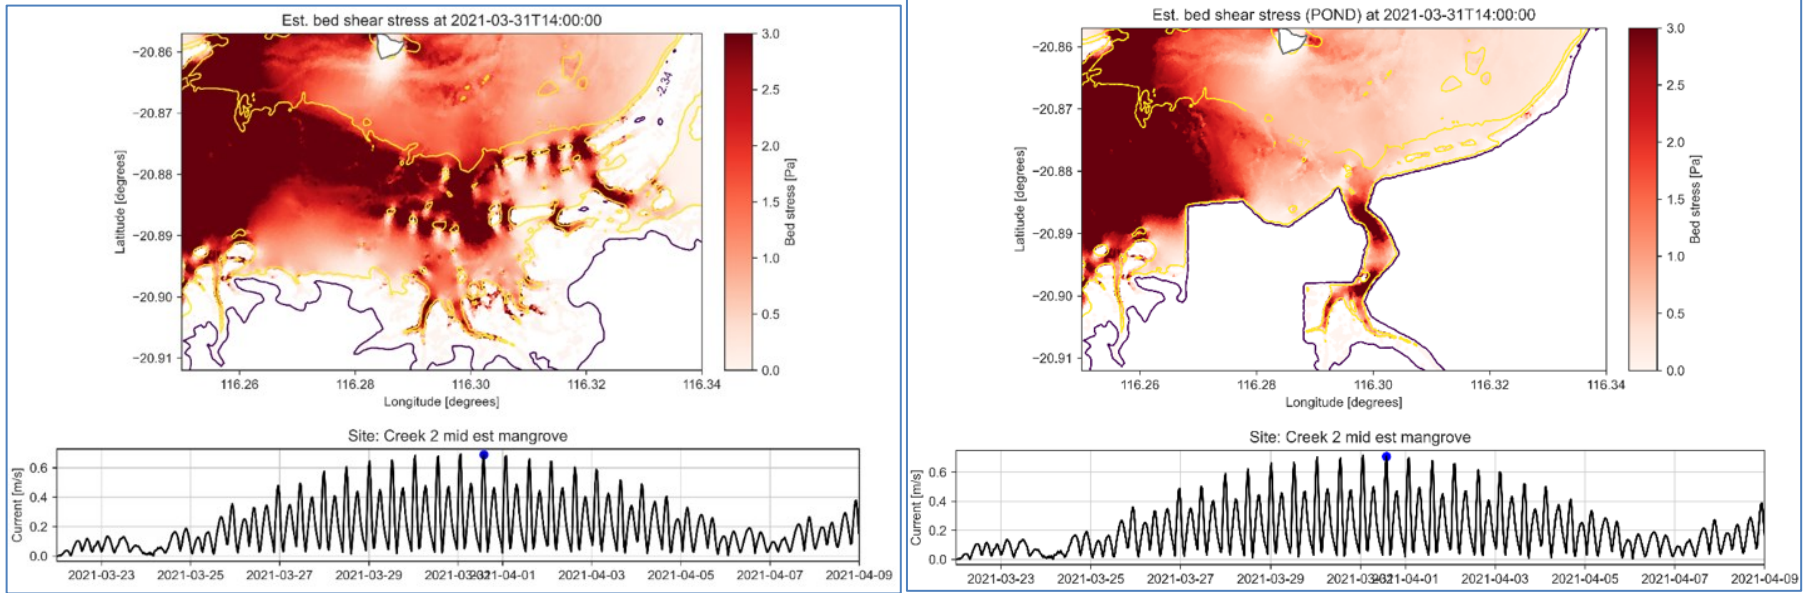 Est. bed shear stress at 2021-03-31T14:00:00
−20.86
−20.87
−20.88
−20.89
−20.90
−20.91
Latitude [degrees]
-2.34
116.26 116.28 116.30 116.32 116.34
Longitude [degrees]
3.0
2.5
2.0
1.5
1.0
0.5
0.0
Bed stress [Pa]
Site: Creek 2 mid est mangrove
Current [m/s]
0.6
0.4
0.2
0.0
2021-03-23 2021-03-25 2021-03-27 2021-03-29 2021-03-31 2021-04-01 2021-04-03 2021-04-05 2021-04-07 2021-04-09
Est. bed shear stress (POND) at 2021-03-31T14:00:00
−20.86
−20.87
−20.88
−20.89
−20.90
−20.91
Latitude [degrees]
116.26 116.28 116.30 116.32 116.34
Longitude [degrees]
3.0
2.5
2.0
1.5
1.0
0.5
0.0
Bed stress [Pa]
Site: Creek 2 mid est mangrove
Current [m/s]
0.6
0.4
0.2
0.0
2021-03-23 2021-03-25 2021-03-27 2021-03-29 2021-03-31 2021-04-01 2021-04-03 2021-04-05 2021-04-07 2021-04-09